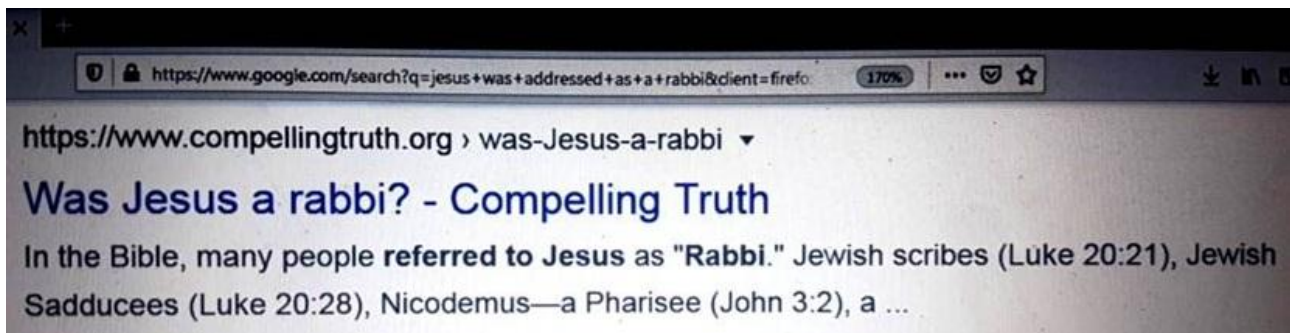 https://www.google.com/search?q=jesus+was+addressed+as+a+rabbi&client=firefo
170%
https://www.compellingtruth.org › was-Jesus-a-rabbi
Was Jesus a rabbi? - Compelling Truth
In the Bible, many people referred to Jesus as "Rabbi." Jewish scribes (Luke 20:21), Jewish
Sadducees (Luke 20:28), Nicodemus—a Pharisee (John 3:2), a ...